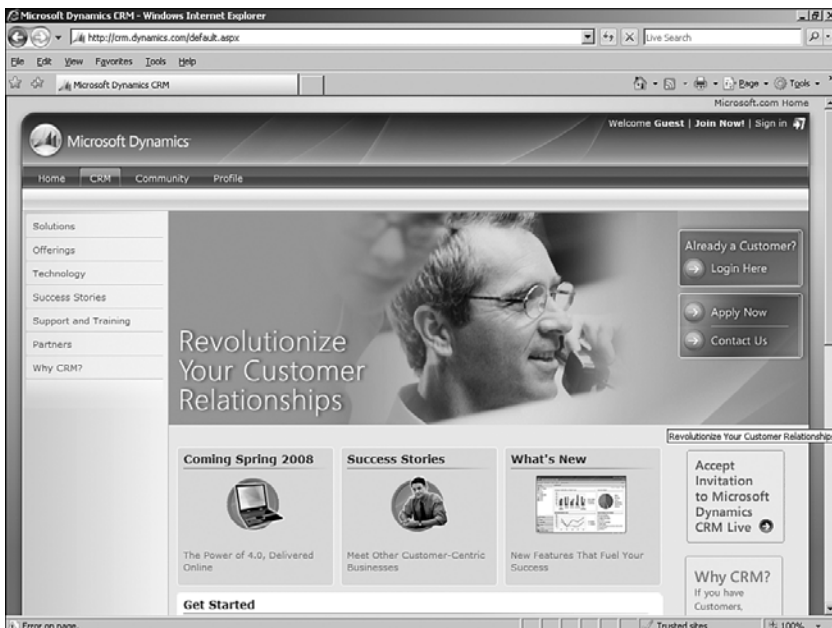 Microsoft Dynamics CRM - Windows Internet Explorer
http://crm.dynamics.com/default.aspx
Live Search
File Edit View Favorites Tools Help
Microsoft Dynamics CRM
Page
Tools
Microsoft.com Home
Microsoft Dynamics
Welcome Guest | Join Now! | Sign in
Home CRM Community Profile
Solutions
Offerings
Technology
Success Stories
Support and Training
Partners
Why CRM?
Revolutionize
Your Customer
Relationships
Already a Customer?
Login Here
Apply Now
Contact Us
Revolutionize Your Customer Relationships
Coming Spring 2008
The Power of 4.0, Delivered
Online
Success Stories
Meet Other Customer-Centric
Businesses
What's New
New Features That Fuel Your
Success
Accept
Invitation
to Microsoft
Dynamics
CRM Live
Why CRM?
If you have
Customers,
Get Started
Error on page.
Trusted sites
100%